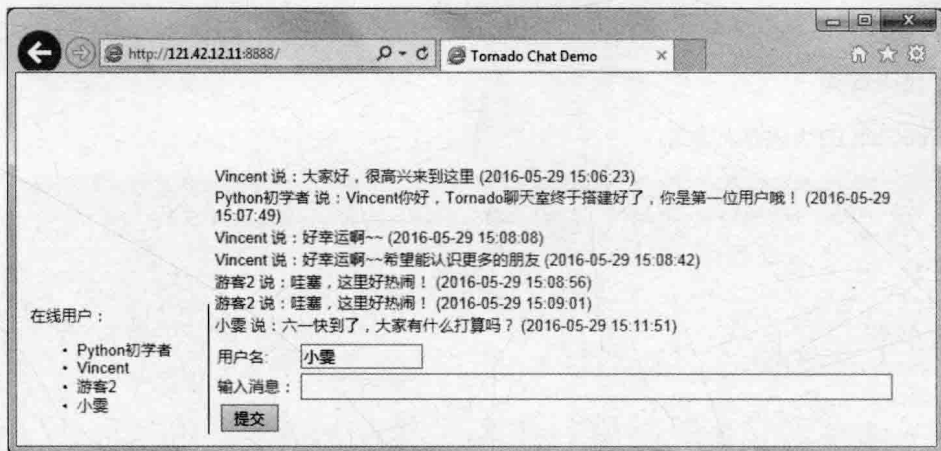 http://121.42.12.11:8888/
Tornado Chat Demo
Vincent 说：大家好，很高兴来到这里 (2016-05-29 15:06:23)
Python初学者 说：Vincent你好，Tornado聊天室终于搭建好了，你是第一位用户哦！ (2016-05-29
15:07:49)
Vincent 说：好幸运啊~~ (2016-05-29 15:08:08)
Vincent 说：好幸运啊~~希望能认识更多的朋友 (2016-05-29 15:08:42)
游客2 说：哇塞，这里好热闹！ (2016-05-29 15:08:56)
游客2 说：哇塞，这里好热闹！ (2016-05-29 15:09:01)
小雯 说：六一快到了，大家有什么打算吗？ (2016-05-29 15:11:51)
在线用户：
• Python初学者
• Vincent
• 游客2
• 小雯
用户名: 小雯
输入消息：
提交